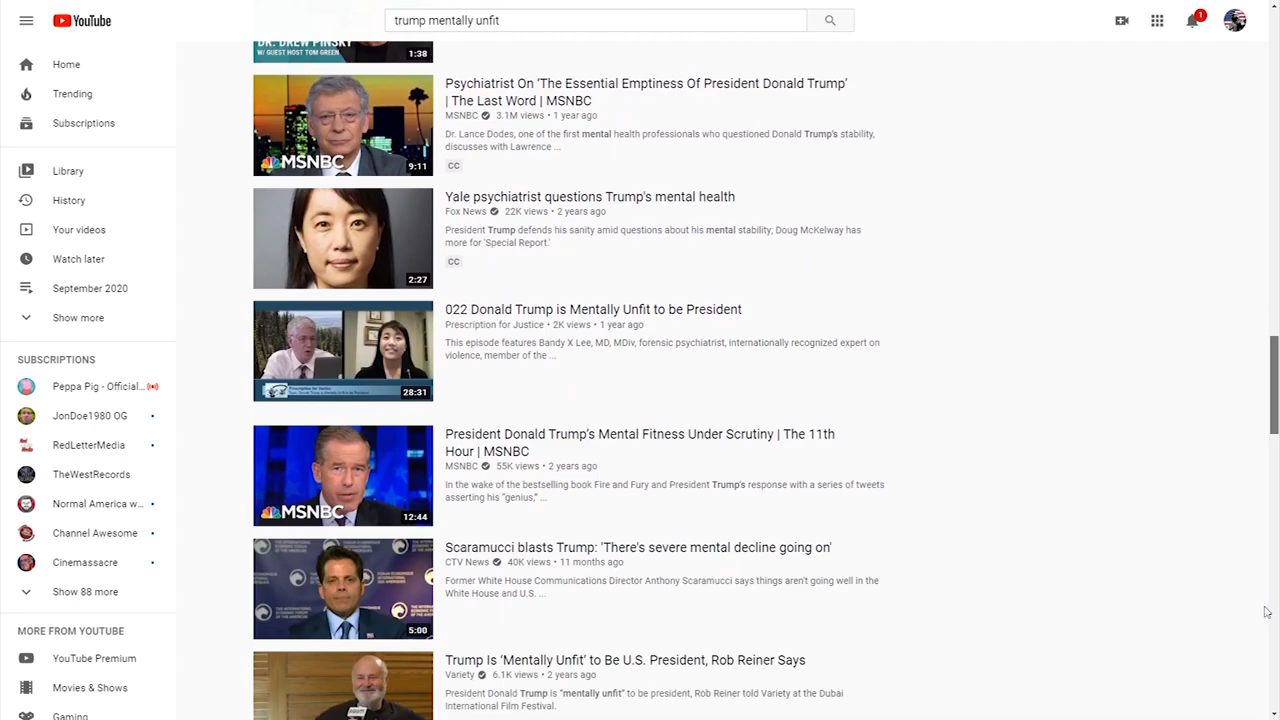 YouTube
trump mentally unfit
1
Home
Trending
Subscriptions
Library
History
Your videos
Watch later
September 2020
Show more
SUBSCRIPTIONS
Peppa Pig - Official...
JonDoe1980 OG
RedLetterMedia
TheWestRecords
Normal America w...
Channel Awesome
Cinemassacre
Show 88 more
MORE FROM YOUTUBE
YouTube Premium
Movies & Shows
Gaming
DR. DREW PINSKY
W/ GUEST HOST TOM GREEN
1:38
MSNBC
9:11
Psychiatrist On ‘The Essential Emptiness Of President Donald Trump’
| The Last Word | MSNBC
MSNBC 3.1M views • 1 year ago
Dr. Lance Dodes, one of the first mental health professionals who questioned Donald Trump's stability,
discusses with Lawrence ...
CC
2:27
Yale psychiatrist questions Trump's mental health
Fox News 22K views • 2 years ago
President Trump defends his sanity amid questions about his mental stability; Doug McKelway has
more for 'Special Report.'
CC
28:31
022 Donald Trump is Mentally Unfit to be President
Prescription for Justice • 2K views • 1 year ago
This episode features Bandy X Lee, MD, MDiv, forensic psychiatrist, internationally recognized expert on
violence, member of the ...
MSNBC
12:44
President Donald Trump’s Mental Fitness Under Scrutiny | The 11th
Hour | MSNBC
MSNBC 55K views • 2 years ago
In the wake of the bestselling book Fire and Fury and President Trump's response with a series of tweets
asserting his “genius,” ...
5:00
Scaramucci blasts Trump: 'There's severe mental decline going on'
CTV News 40K views • 11 months ago
Former White House Communications Director Anthony Scaramucci says things aren't going well in the
White House and U.S. ...
Trump Is ‘Mentally Unfit’ to Be U.S. President, Rob Reiner Says
Variety 6.1K views • 2 years ago
President Donald Trump is “mentally unfit” to be president, Rob Reiner told Variety at the Dubai
International Film Festival.